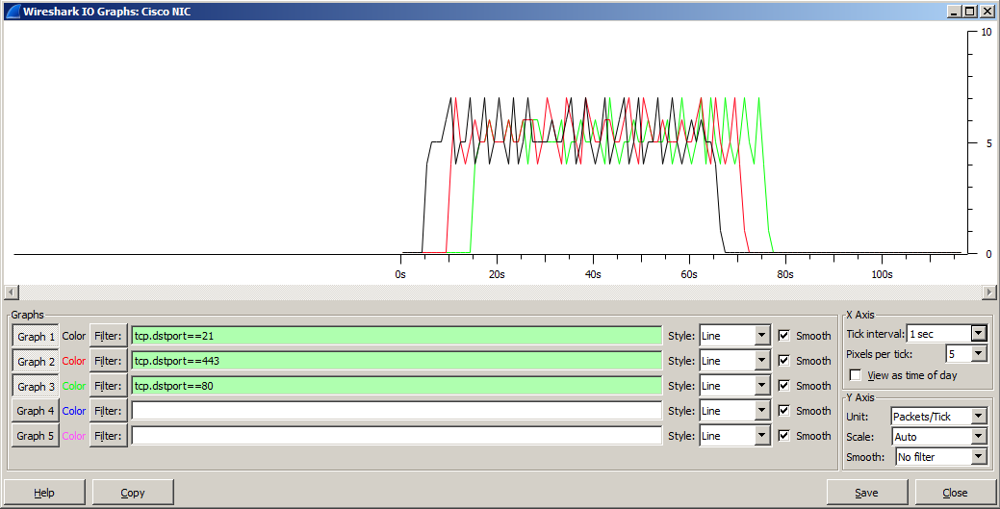 Wireshark IO Graphs: Cisco NIC
10
5
0
0s 20s 40s 60s 80s 100s
Graphs
Graph 1 Color Filter: tcp.dstport==21 Style: Line Smooth
Graph 2 Color Filter: tcp.dstport==443 Style: Line Smooth
Graph 3 Color Filter: tcp.dstport==80 Style: Line Smooth
Graph 4 Color Filter: Style: Line Smooth
Graph 5 Color Filter: Style: Line Smooth
X Axis
Tick interval: 1 sec
Pixels per tick: 5
View as time of day
Y Axis
Unit: Packets/Tick
Scale: Auto
Smooth: No filter
Help Copy Save Close